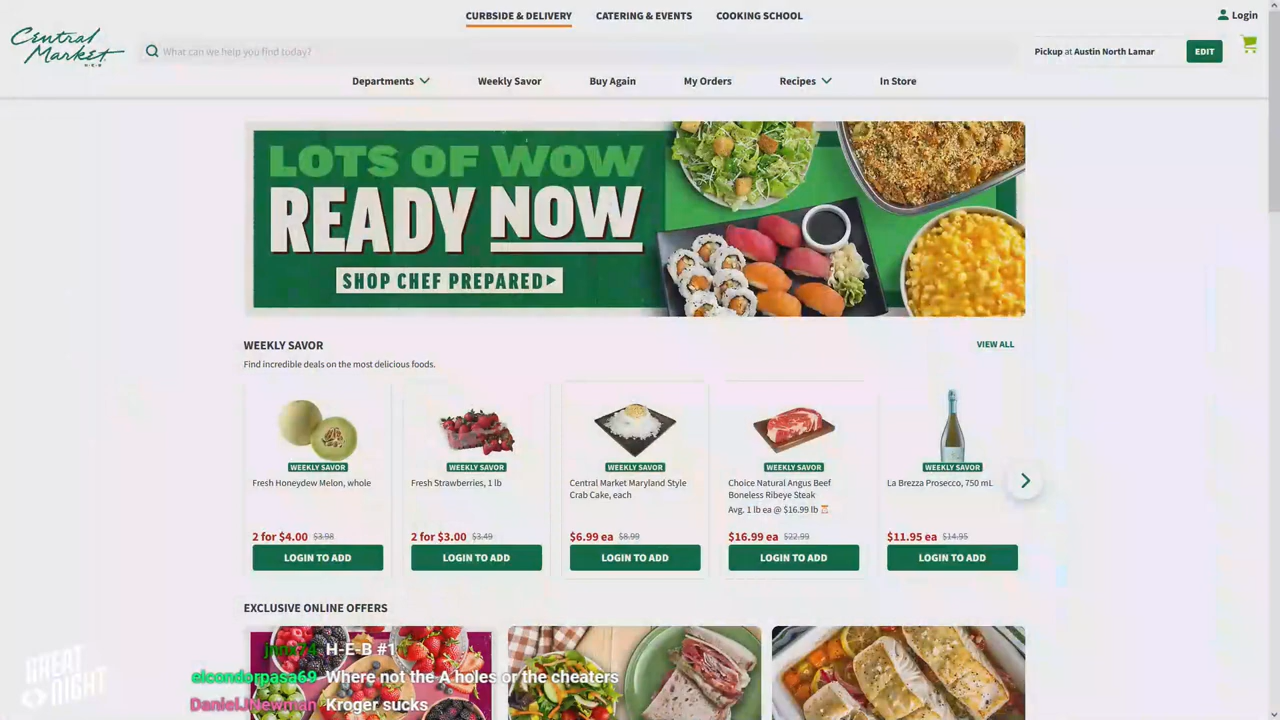 CURBSIDE & DELIVERY
CATERING & EVENTS
COOKING SCHOOL
Login
Central
Market
H-E-B
What can we help you find today?
Pickup at Austin North Lamar
EDIT
Departments
Weekly Savor
Buy Again
My Orders
Recipes
In Store
LOTS OF WOW
READY NOW
SHOP CHEF PREPARED
WEEKLY SAVOR
VIEW ALL
Find incredible deals on the most delicious foods.
WEEKLY SAVOR
Fresh Honeydew Melon, whole
2 for $4.00 $3.98
LOGIN TO ADD
WEEKLY SAVOR
Fresh Strawberries, 1 lb
2 for $3.00 $3.49
LOGIN TO ADD
WEEKLY SAVOR
Central Market Maryland Style
Crab Cake, each
$6.99 ea $8.99
LOGIN TO ADD
WEEKLY SAVOR
Choice Natural Angus Beef
Boneless Ribeye Steak
Avg. 1 lb ea @ $16.99 lb
$16.99 ea $22.99
LOGIN TO ADD
WEEKLY SAVOR
La Brezza Prosecco, 750 mL
$11.95 ea $14.95
LOGIN TO ADD
EXCLUSIVE ONLINE OFFERS
H-E-B #1
elcondorpasa69 Where not the A holes or the cheaters
DanielJNewman Kroger sucks
GREAT
NIGHT